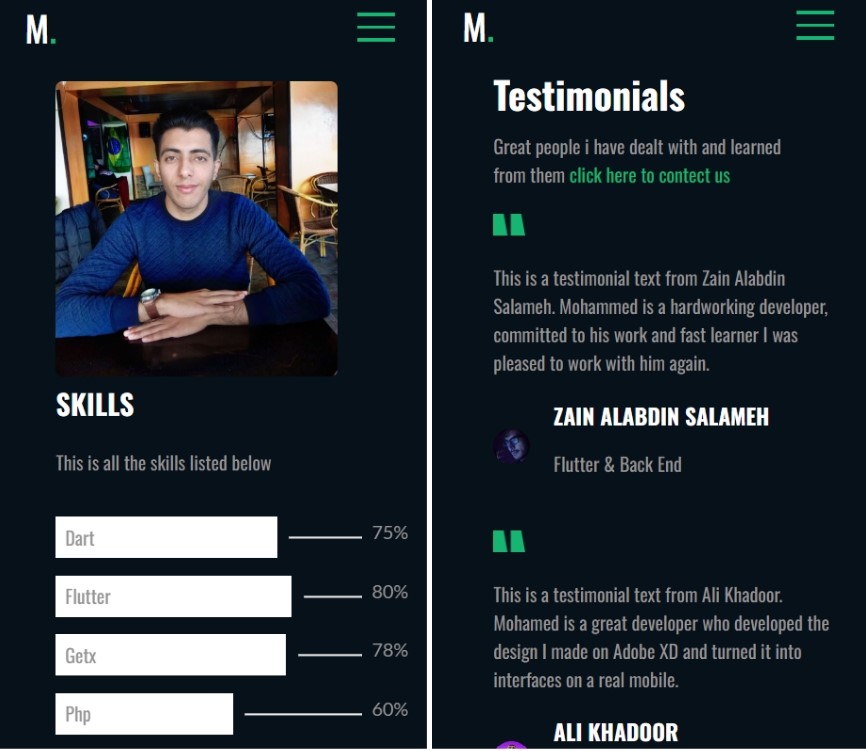 M.
SKILLS
This is all the skills listed below
Dart
75%
Flutter
80%
Getx
78%
Php
60%
M.
Testimonials
Great people i have dealt with and learned
from them click here to contect us
This is a testimonial text from Zain Alabdin
Salameh. Mohammed is a hardworking developer,
committed to his work and fast learner I was
pleased to work with him again.
ZAIN ALABDIN SALAMEH
Flutter & Back End
This is a testimonial text from Ali Khadoor.
Mohamed is a great developer who developed the
design I made on Adobe XD and turned it into
interfaces on a real mobile.
ALI KHADOOR